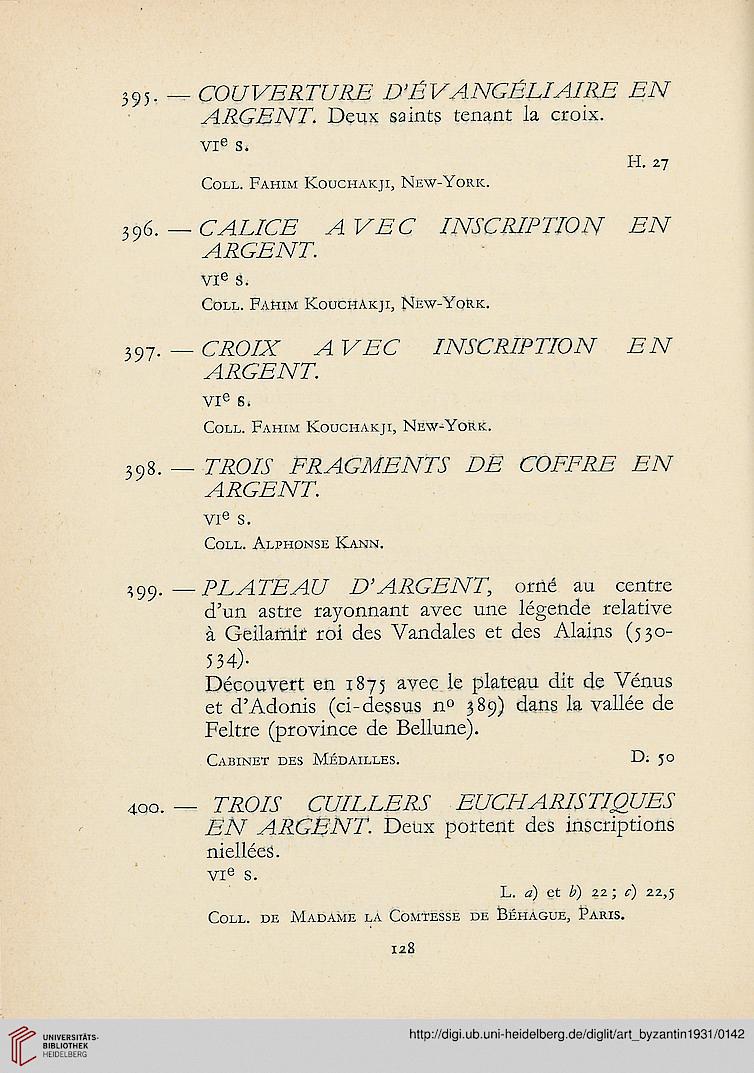 395. — COUVERTURE D'ÉVANGÉLIAIRE EN
ARGENT. Deux saints tenant la croix.
VIe s.
H. 27
Coll. Fahim Kouchakji, New-York.
396. — CALICE AVEC INSCRIPTION EN
ARGENT.
VIe s.
Coll. Fahim Kouchakji, New-York.
397. — CROIX AVEC INSCRIPTION EN
ARGENT.
VIe s.
Coll. Fahim Kouchakji, New-York.
398. — TROIS FRAGMENTS DE COFFRE EN
ARGENT.
VIe s.
Coll. Alphonse Kann.
399. — PLATEAU D'ARGENT, orné au centre
d'un astre rayonnant avec une légende relative
à Geilamir roi des Vandales et des Alains (530-
534).
Découvert en 1875 avec le plateau dit de Vénus
et d'Adonis (ci-dessus nº 389) dans la vallée de
Feltre (province de Bellune).
Cabinet des Médailles. D. 50
400. — TROIS CUILLERS EUCHARISTIQUES
EN ARGENT. Deux portent des inscriptions
niellées.
VIe s.
L. a) et b) 22 ; c) 22,5
Coll. de Madame la Comtesse de Béhague, Paris.
128
UNIVERSITÄTS-
BIBLIOTHEK
HEIDELBERG
http://digi.ub.uni-heidelberg.de/diglit/art_byzantin1931/0142